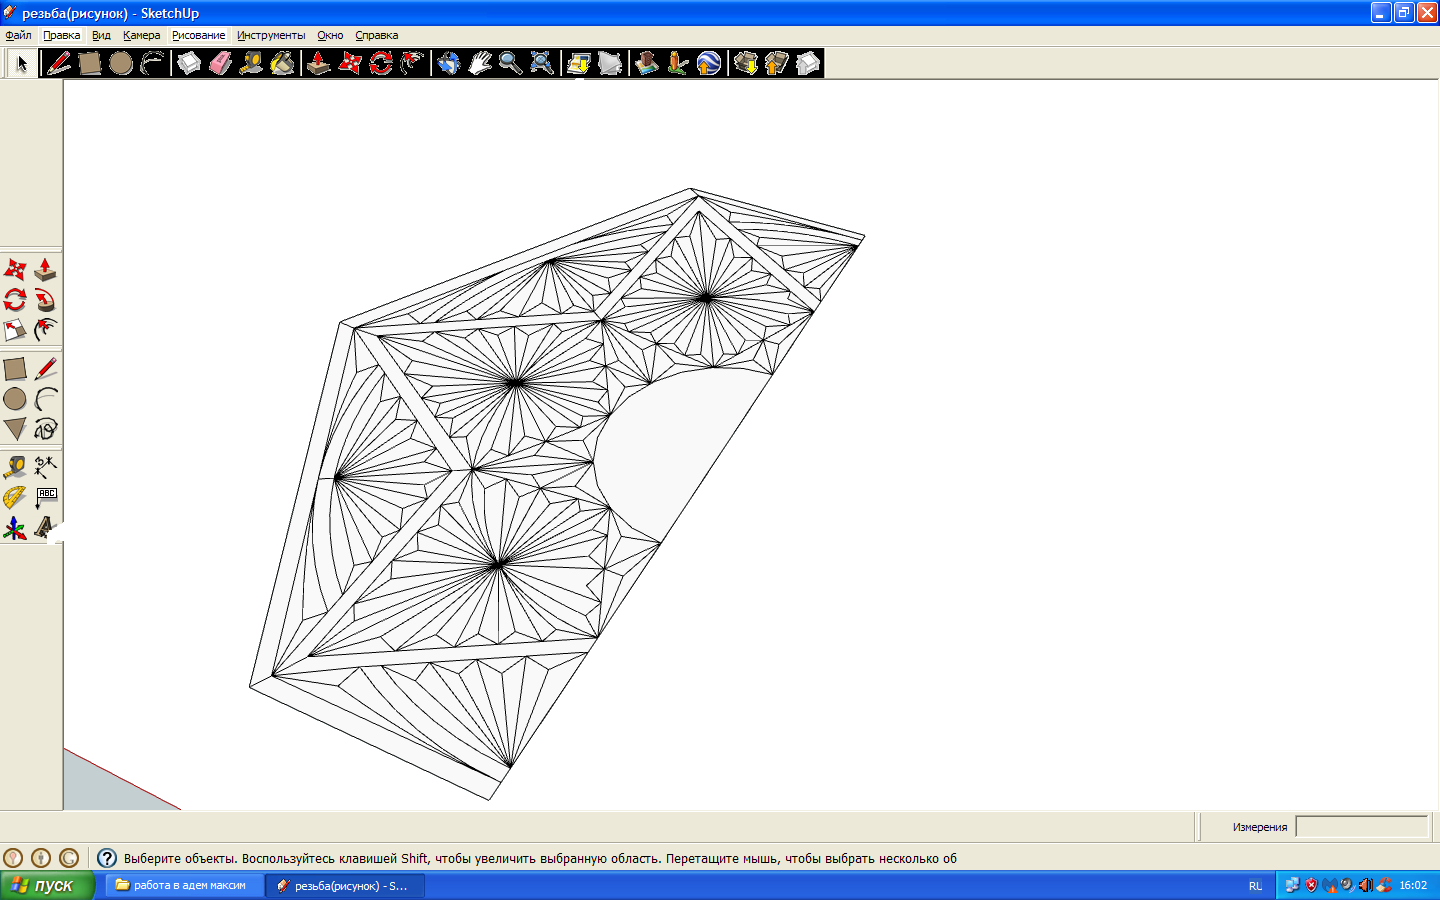 резьба(рисунок) - SketchUp
Файл Правка Вид Камера Рисование Инструменты Окно Справка
ABC
A
Измерения
Выберите объекты. Воспользуйтесь клавишей Shift, чтобы увеличить выбранную область. Перетащите мышь, чтобы выбрать несколько об
пуск работа в адем максим резьба(рисунок) - S... RU 16:02